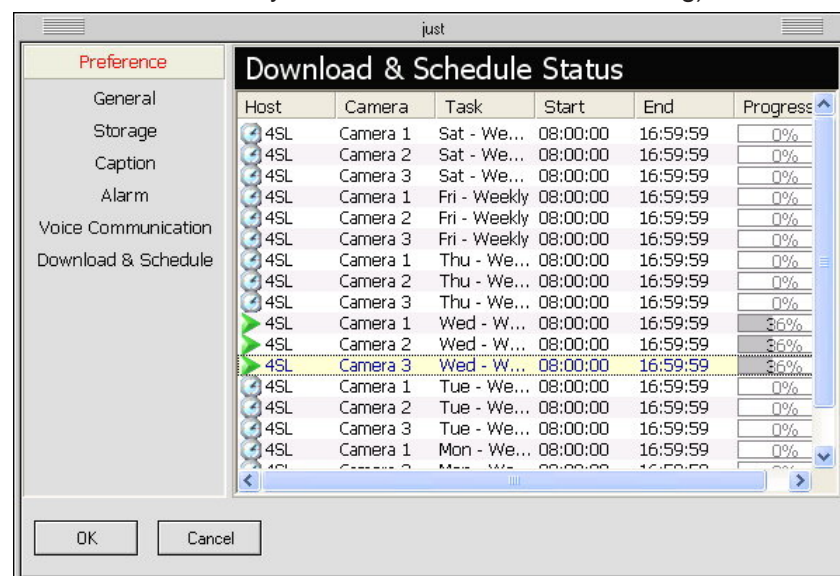 just
Preference
General
Storage
Caption
Alarm
Voice Communication
Download & Schedule
Download & Schedule Status
Host Camera Task Start End Progress
4SL Camera 1 Sat - We... 08:00:00 16:59:59 0%
4SL Camera 2 Sat - We... 08:00:00 16:59:59 0%
4SL Camera 3 Sat - We... 08:00:00 16:59:59 0%
4SL Camera 1 Fri - Weekly 08:00:00 16:59:59 0%
4SL Camera 2 Fri - Weekly 08:00:00 16:59:59 0%
4SL Camera 3 Fri - Weekly 08:00:00 16:59:59 0%
4SL Camera 1 Thu - We... 08:00:00 16:59:59 0%
4SL Camera 2 Thu - We... 08:00:00 16:59:59 0%
4SL Camera 3 Thu - We... 08:00:00 16:59:59 0%
4SL Camera 1 Wed - W... 08:00:00 16:59:59 36%
4SL Camera 2 Wed - W... 08:00:00 16:59:59 36%
4SL Camera 3 Wed - W... 08:00:00 16:59:59 36%
4SL Camera 1 Tue - We... 08:00:00 16:59:59 0%
4SL Camera 2 Tue - We... 08:00:00 16:59:59 0%
4SL Camera 3 Tue - We... 08:00:00 16:59:59 0%
4SL Camera 1 Mon - We... 08:00:00 16:59:59 0%
OK Cancel